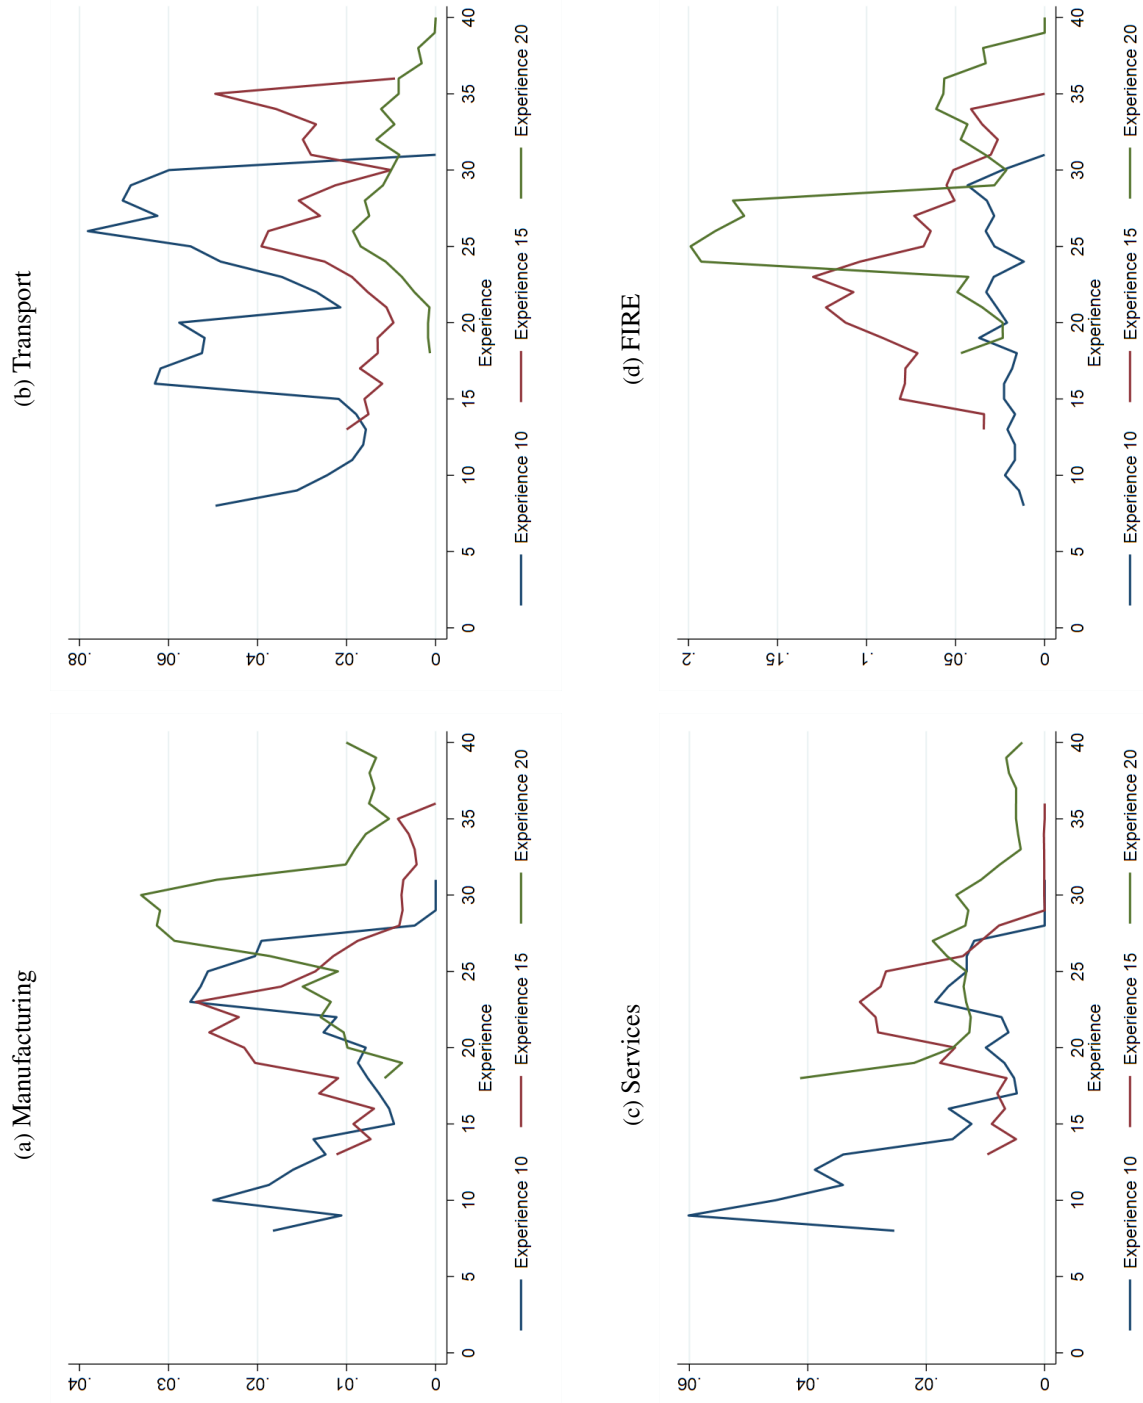 (a) Manufacturing
0 .01 .02 .03 .04
0 5 10 15 20 25 30 35 40
Experience
Experience 10 Experience 15 Experience 20
(b) Transport
0 .02 .04 .06 .08
0 5 10 15 20 25 30 35 40
Experience
Experience 10 Experience 15 Experience 20
(c) Services
0 .02 .04 .06
0 5 10 15 20 25 30 35 40
Experience
Experience 10 Experience 15 Experience 20
(d) FIRE
0 .05 .1 .15 .2
0 5 10 15 20 25 30 35 40
Experience
Experience 10 Experience 15 Experience 20